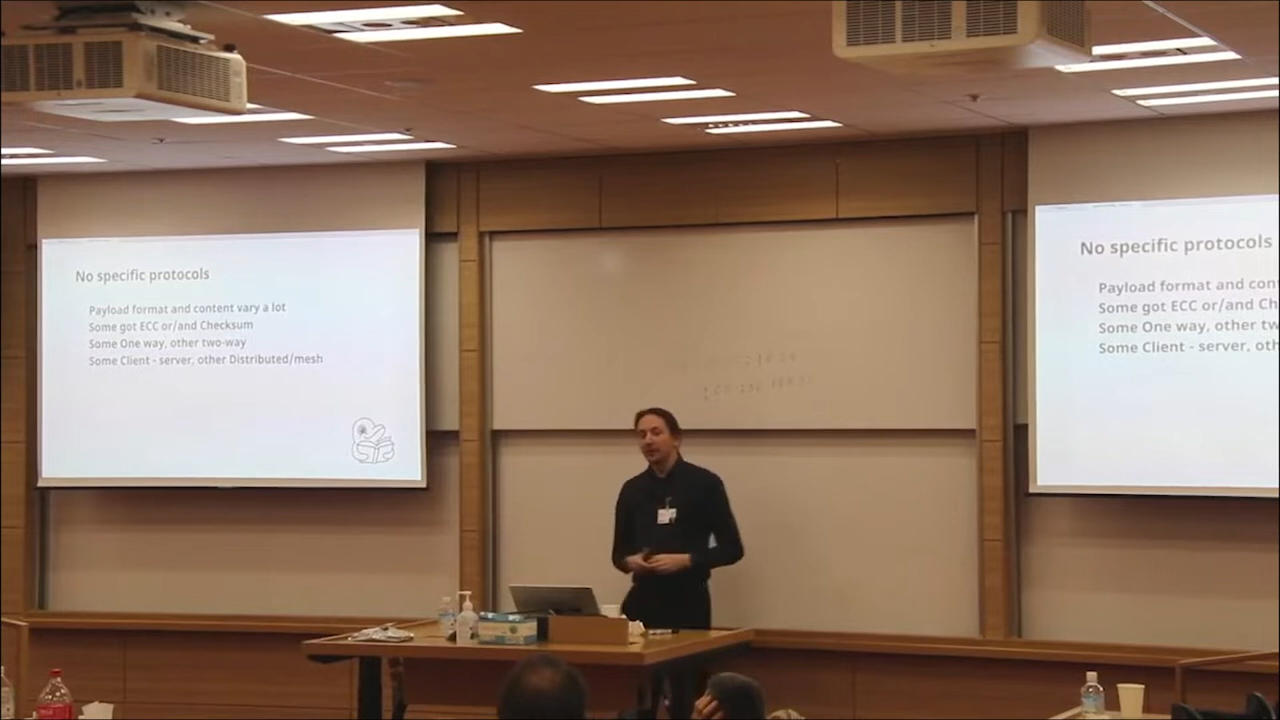 No specific protocols
Payload format and content vary a lot
Some got ECC or/and Checksum
Some One way, other two-way
Some Client - server, other Distributed/mesh
No specific protocols
Payload format and con
Some got ECC or/and Ch
Some One way, other tw
Some Client - server, oth